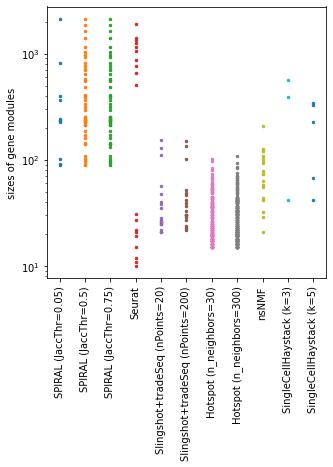 sizes of gene modules
10³
10²
10¹
SPIRAL (JaccThr=0.05)
SPIRAL (JaccThr=0.5)
SPIRAL (JaccThr=0.75)
Seurat
Slingshot+tradeSeq (nPoints=20)
Slingshot+tradeSeq (nPoints=200)
Hotspot (n_neighbors=30)
Hotspot (n_neighbors=300)
nsNMF
SingleCellHaystack (k=3)
SingleCellHaystack (k=5)